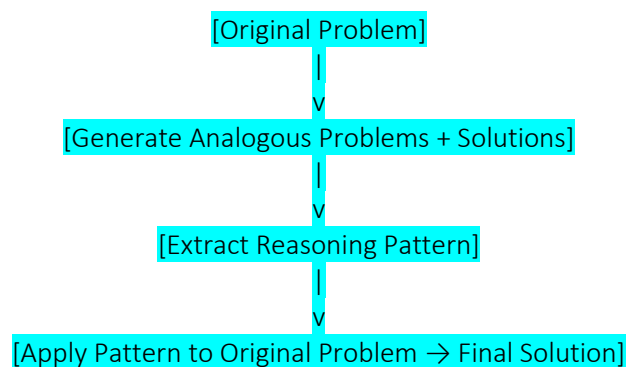 [Original Problem]
|
v
[Generate Analogous Problems + Solutions]
|
v
[Extract Reasoning Pattern]
|
v
[Apply Pattern to Original Problem → Final Solution]